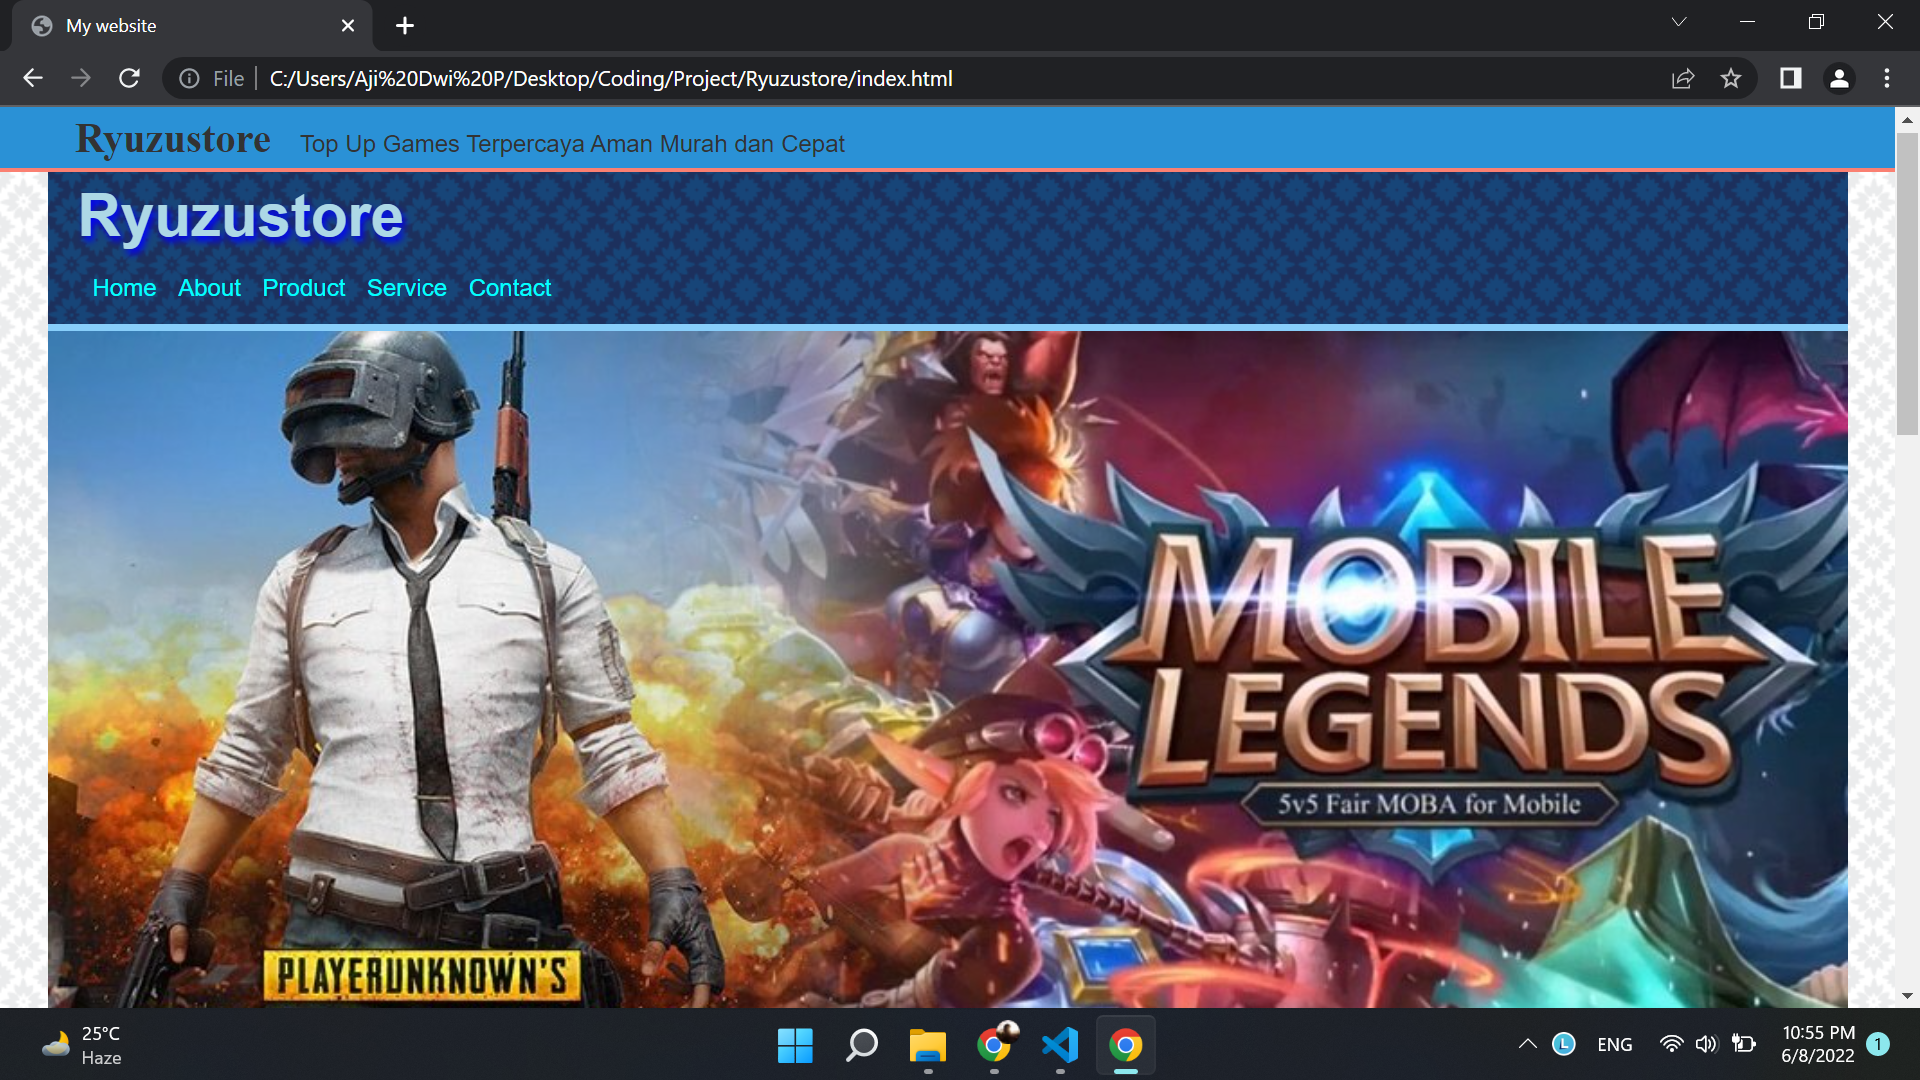 My website
File
C:/Users/Aji%20Dwi%20P/Desktop/Coding/Project/Ryuzustore/index.html
Ryuzustore Top Up Games Terpercaya Aman Murah dan Cepat
Ryuzustore
Home About Product Service Contact
MOBILE
LEGENDS
5v5 Fair MOBA for Mobile
PLAYERUNKNOWN'S
25°C
Haze
L
ENG
10:55 PM
6/8/2022
1